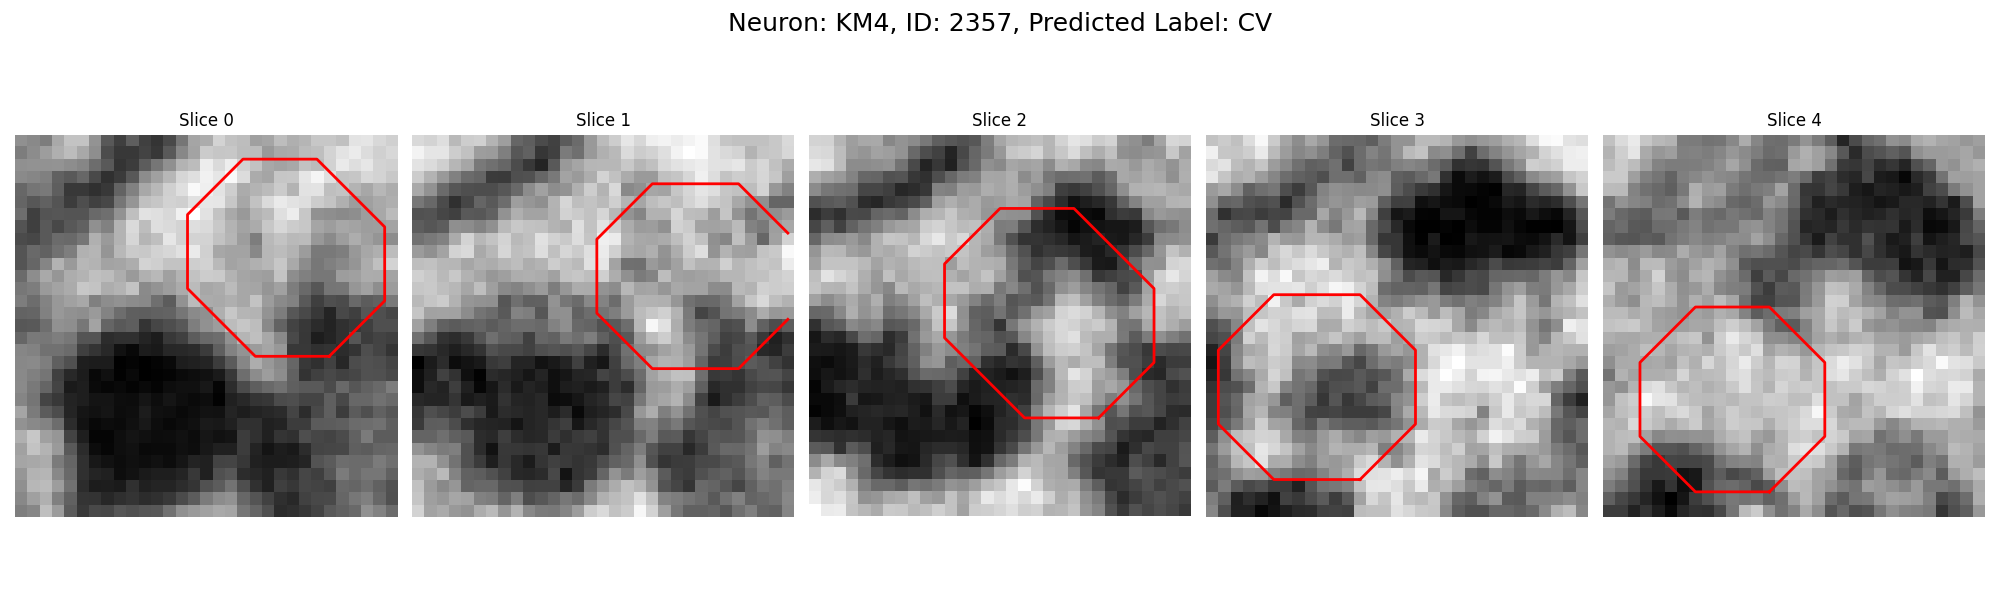 Neuron: KM4, ID: 2357, Predicted Label: CV
Slice 0
Slice 1
Slice 2
Slice 3
Slice 4